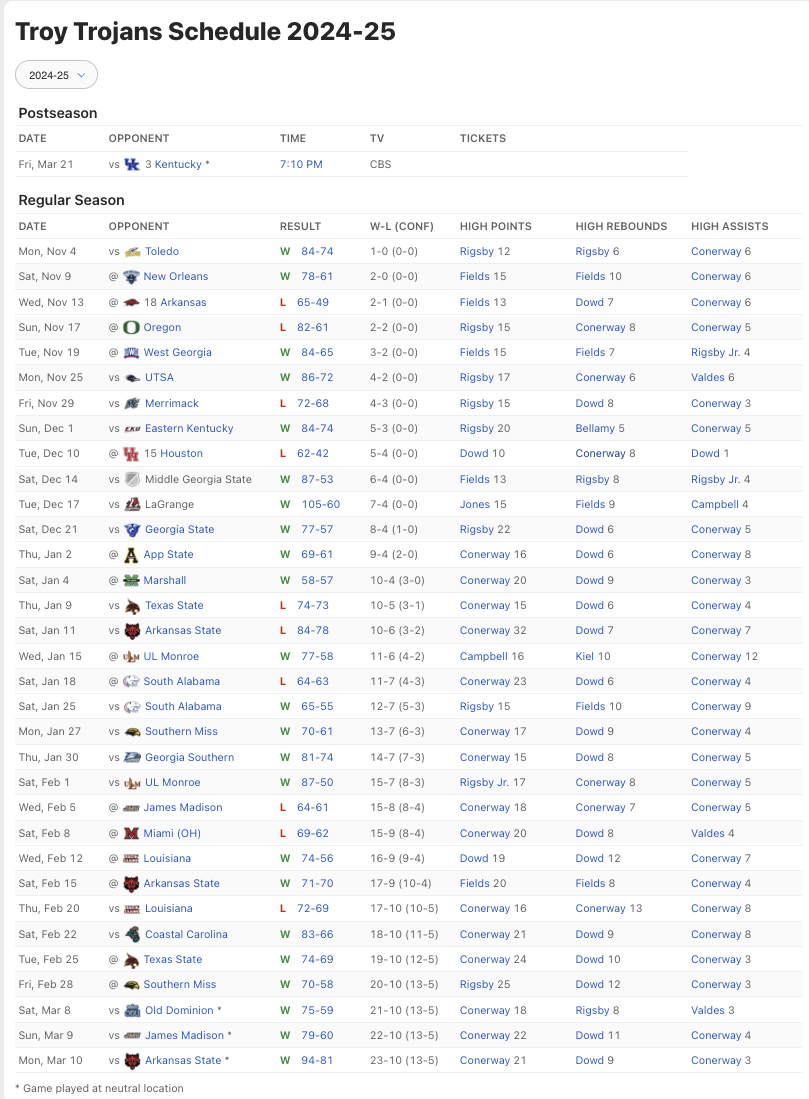 Troy Trojans Schedule 2024-25
2024-25
Postseason
DATE OPPONENT TIME TV TICKETS
Fri, Mar 21 vs 3 Kentucky * 7:10 PM CBS
Regular Season
DATE OPPONENT RESULT W-L (CONF) HIGH POINTS HIGH REBOUNDS HIGH ASSISTS
Mon, Nov 4 vs Toledo W 84-74 1-0 (0-0) Rigsby 12 Rigsby 6 Conerway 6
Sat, Nov 9 @ New Orleans W 78-61 2-0 (0-0) Fields 15 Fields 10 Conerway 6
Wed, Nov 13 @ 18 Arkansas L 65-49 2-1 (0-0) Fields 13 Dowd 7 Conerway 6
Sun, Nov 17 @ Oregon L 82-61 2-2 (0-0) Rigsby 15 Conerway 8 Conerway 5
Tue, Nov 19 @ West Georgia W 84-65 3-2 (0-0) Fields 15 Fields 7 Rigsby Jr. 4
Mon, Nov 25 vs UTSA W 86-72 4-2 (0-0) Rigsby 17 Conerway 6 Valdes 6
Fri, Nov 29 vs Merrimack L 72-68 4-3 (0-0) Rigsby 15 Dowd 8 Conerway 3
Sun, Dec 1 vs EKU Eastern Kentucky W 84-74 5-3 (0-0) Rigsby 20 Bellamy 5 Conerway 5
Tue, Dec 10 @ 15 Houston L 62-42 5-4 (0-0) Dowd 10 Conerway 8 Dowd 1
Sat, Dec 14 vs Middle Georgia State W 87-53 6-4 (0-0) Fields 13 Rigsby 8 Rigsby Jr. 4
Tue, Dec 17 vs LaGrange W 105-60 7-4 (0-0) Jones 15 Fields 9 Campbell 4
Sat, Dec 21 vs Georgia State W 77-57 8-4 (1-0) Rigsby 22 Dowd 6 Conerway 5
Thu, Jan 2 @ App State W 69-61 9-4 (2-0) Conerway 16 Dowd 6 Conerway 8
Sat, Jan 4 @ Marshall W 58-57 10-4 (3-0) Conerway 20 Dowd 9 Conerway 3
Thu, Jan 9 vs Texas State L 74-73 10-5 (3-1) Conerway 15 Dowd 6 Conerway 4
Sat, Jan 11 vs Arkansas State L 84-78 10-6 (3-2) Conerway 32 Dowd 7 Conerway 7
Wed, Jan 15 @ UL Monroe W 77-58 11-6 (4-2) Campbell 16 Kiel 10 Conerway 12
Sat, Jan 18 @ South Alabama L 64-63 11-7 (4-3) Conerway 23 Dowd 6 Conerway 4
Sat, Jan 25 vs South Alabama W 65-55 12-7 (5-3) Rigsby 15 Fields 10 Conerway 9
Mon, Jan 27 vs Southern Miss W 70-61 13-7 (6-3) Conerway 17 Dowd 9 Conerway 4
Thu, Jan 30 vs Georgia Southern W 81-74 14-7 (7-3) Conerway 15 Dowd 8 Conerway 5
Sat, Feb 1 vs UL Monroe W 87-50 15-7 (8-3) Rigsby Jr. 17 Conerway 8 Conerway 5
Wed, Feb 5 @ James Madison L 64-61 15-8 (8-4) Conerway 18 Conerway 7 Conerway 5
Sat, Feb 8 @ Miami (OH) L 69-62 15-9 (8-4) Conerway 20 Dowd 8 Valdes 4
Wed, Feb 12 @ Louisiana W 74-56 16-9 (9-4) Dowd 19 Dowd 12 Conerway 7
Sat, Feb 15 @ Arkansas State W 71-70 17-9 (10-4) Fields 20 Fields 8 Conerway 4
Thu, Feb 20 vs Louisiana L 72-69 17-10 (10-5) Conerway 16 Conerway 13 Conerway 8
Sat, Feb 22 vs Coastal Carolina W 83-66 18-10 (11-5) Conerway 21 Dowd 9 Conerway 8
Tue, Feb 25 @ Texas State W 74-69 19-10 (12-5) Conerway 24 Dowd 10 Conerway 3
Fri, Feb 28 @ Southern Miss W 70-58 20-10 (13-5) Rigsby 25 Dowd 12 Conerway 3
Sat, Mar 8 vs Old Dominion * W 75-59 21-10 (13-5) Conerway 18 Rigsby 8 Valdes 3
Sun, Mar 9 vs James Madison * W 79-60 22-10 (13-5) Conerway 22 Dowd 11 Conerway 4
Mon, Mar 10 vs Arkansas State * W 94-81 23-10 (13-5) Conerway 21 Dowd 9 Conerway 3
* Game played at neutral location